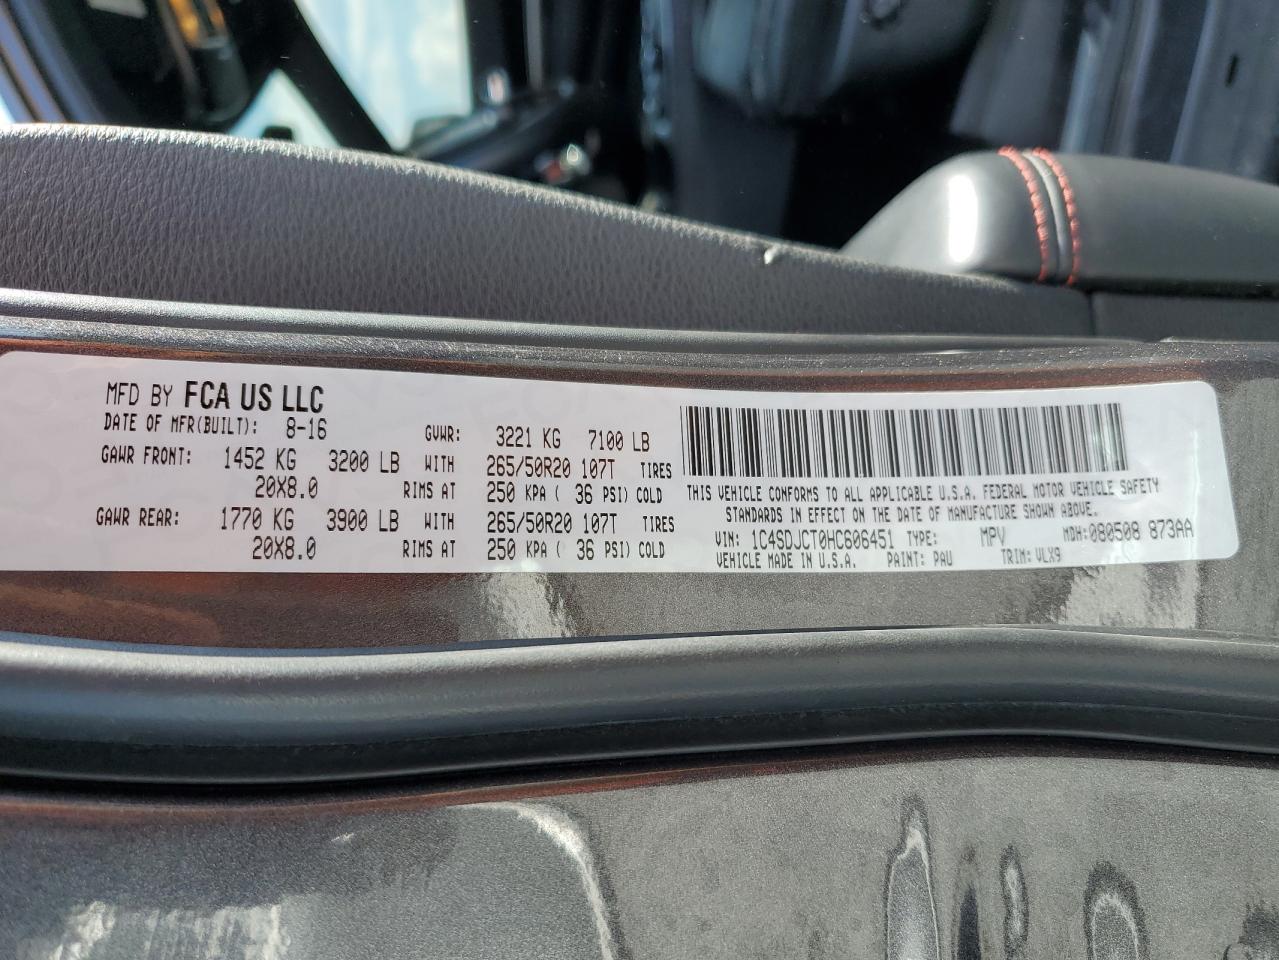 MFD BY FCA US LLC
DATE OF MFR(BUILT): 8-16 GVWR: 3221 KG 7100 LB
GAWR FRONT: 1452 KG 3200 LB WITH 265/50R20 107T TIRES
20X8.0 RIMS AT 250 KPA ( 36 PSI) COLD
GAWR REAR: 1770 KG 3900 LB WITH 265/50R20 107T TIRES
20X8.0 RIMS AT 250 KPA ( 36 PSI) COLD
THIS VEHICLE CONFORMS TO ALL APPLICABLE U.S.A. FEDERAL MOTOR VEHICLE SAFETY
STANDARDS IN EFFECT ON THE DATE OF MANUFACTURE SHOWN ABOVE.
VIN: 1C4SDJCT0HC606451 TYPE: MPV MDH:080508 873AA
VEHICLE MADE IN U.S.A. PAINT: PAU TRIM: VLX9